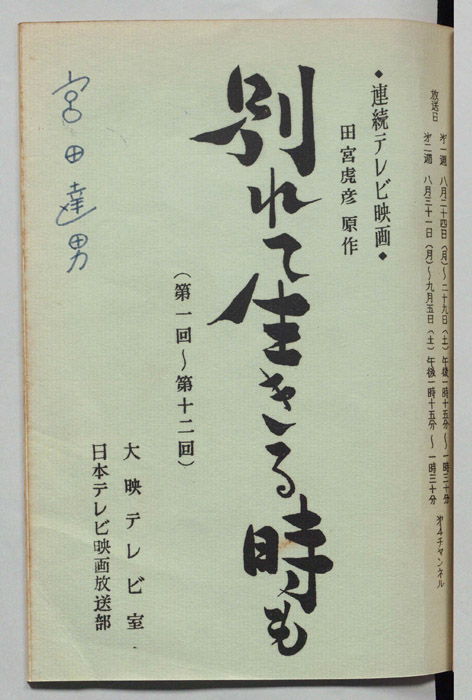 放送日
第一週 八月二十四日(月)〜二十九日(土)午後一時十五分〜一時三十分
第二週 八月三十一日(月)〜九月五日(土)午後一時十五分〜一時三十分
第4チャンネル
・連続テレビ映画・
田宮虎彦 原作
別れて生きる時も
(第一回〜第十二回)
大映テレビ室
日本テレビ映画放送部
宮田達男